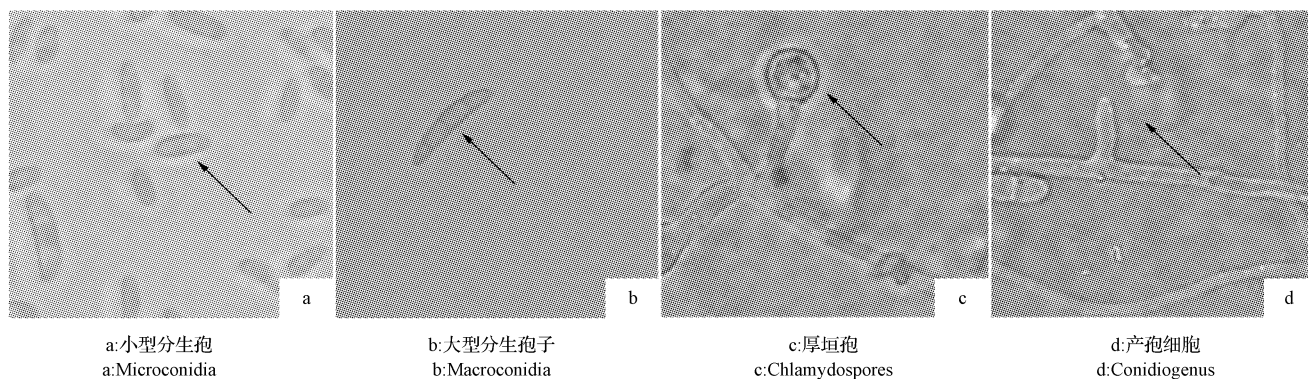 a
b
c
d
a:小型分生孢
a:Microconidia
b:大型分生孢子
b:Macroconidia
c:厚垣孢
c:Chlamydospores
d:产孢细胞
d:Conidiogenus